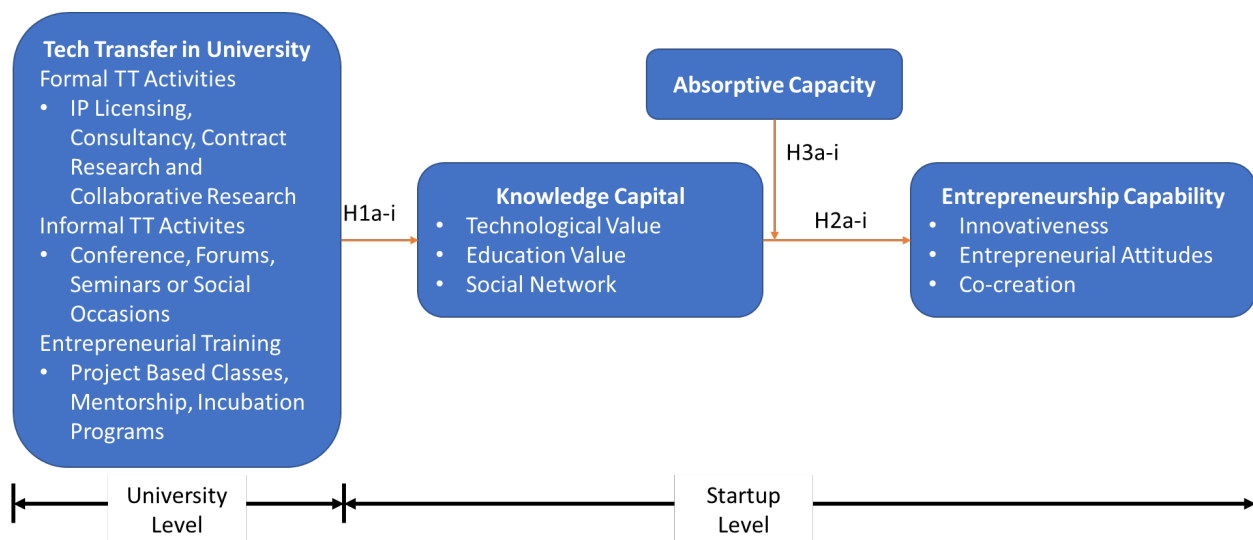 Tech Transfer in University
Formal TT Activities
• IP Licensing,
Consultancy, Contract
Research and
Collaborative Research
Informal TT Activites
• Conference, Forums,
Seminars or Social
Occasions
Entrepreneurial Training
• Project Based Classes,
Mentorship, Incubation
Programs
H1a-i
Knowledge Capital
• Technological Value
• Education Value
• Social Network
Absorptive Capacity
H3a-i
H2a-i
Entrepreneurship Capability
• Innovativeness
• Entrepreneurial Attitudes
• Co-creation
University
Level
Startup
Level